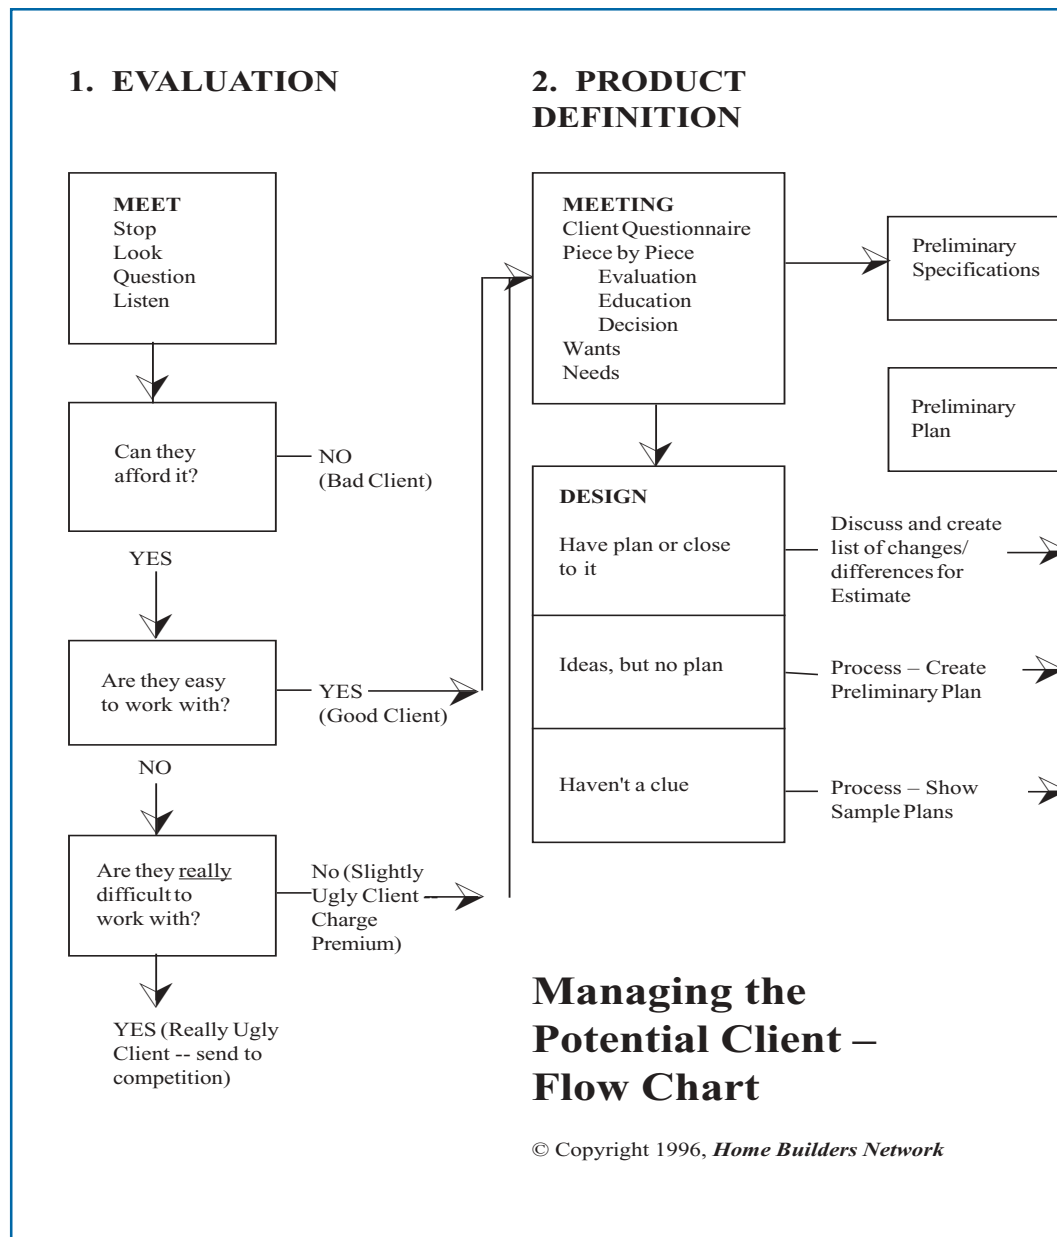 1. EVALUATION
2. PRODUCT
DEFINITION
MEET
Stop
Look
Question
Listen
Can they
afford it?
NO
(Bad Client)
YES
Are they easy
to work with?
YES
(Good Client)
NO
Are they really
difficult to
work with?
No (Slightly
Ugly Client --
Charge
Premium)
YES (Really Ugly
Client -- send to
competition)
MEETING
Client Questionnaire
Piece by Piece
Evaluation
Education
Decision
Wants
Needs
Preliminary
Specifications
Preliminary
Plan
DESIGN
Have plan or close
to it
Discuss and create
list of changes/
differences for
Estimate
Ideas, but no plan
Process – Create
Preliminary Plan
Haven't a clue
Process – Show
Sample Plans
Managing the
Potential Client –
Flow Chart
© Copyright 1996, Home Builders Network